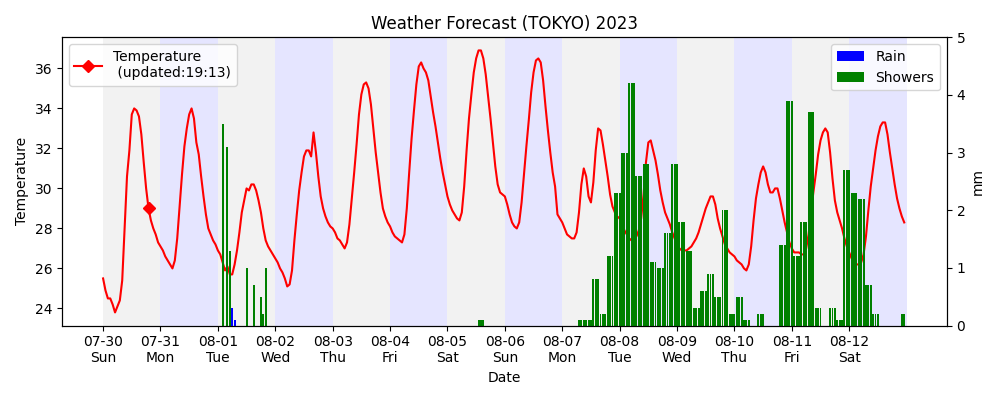 Weather Forecast (TOKYO) 2023
Temperature
(updated:19:13)
Rain
Showers
Temperature
36
34
32
30
28
26
24
5
4
3
2
1
0
mm
07-30 07-31 08-01 08-02 08-03 08-04 08-05 08-06 08-07 08-08 08-09 08-10 08-11 08-12
Sun Mon Tue Wed Thu Fri Sat Sun Mon Tue Wed Thu Fri Sat
Date